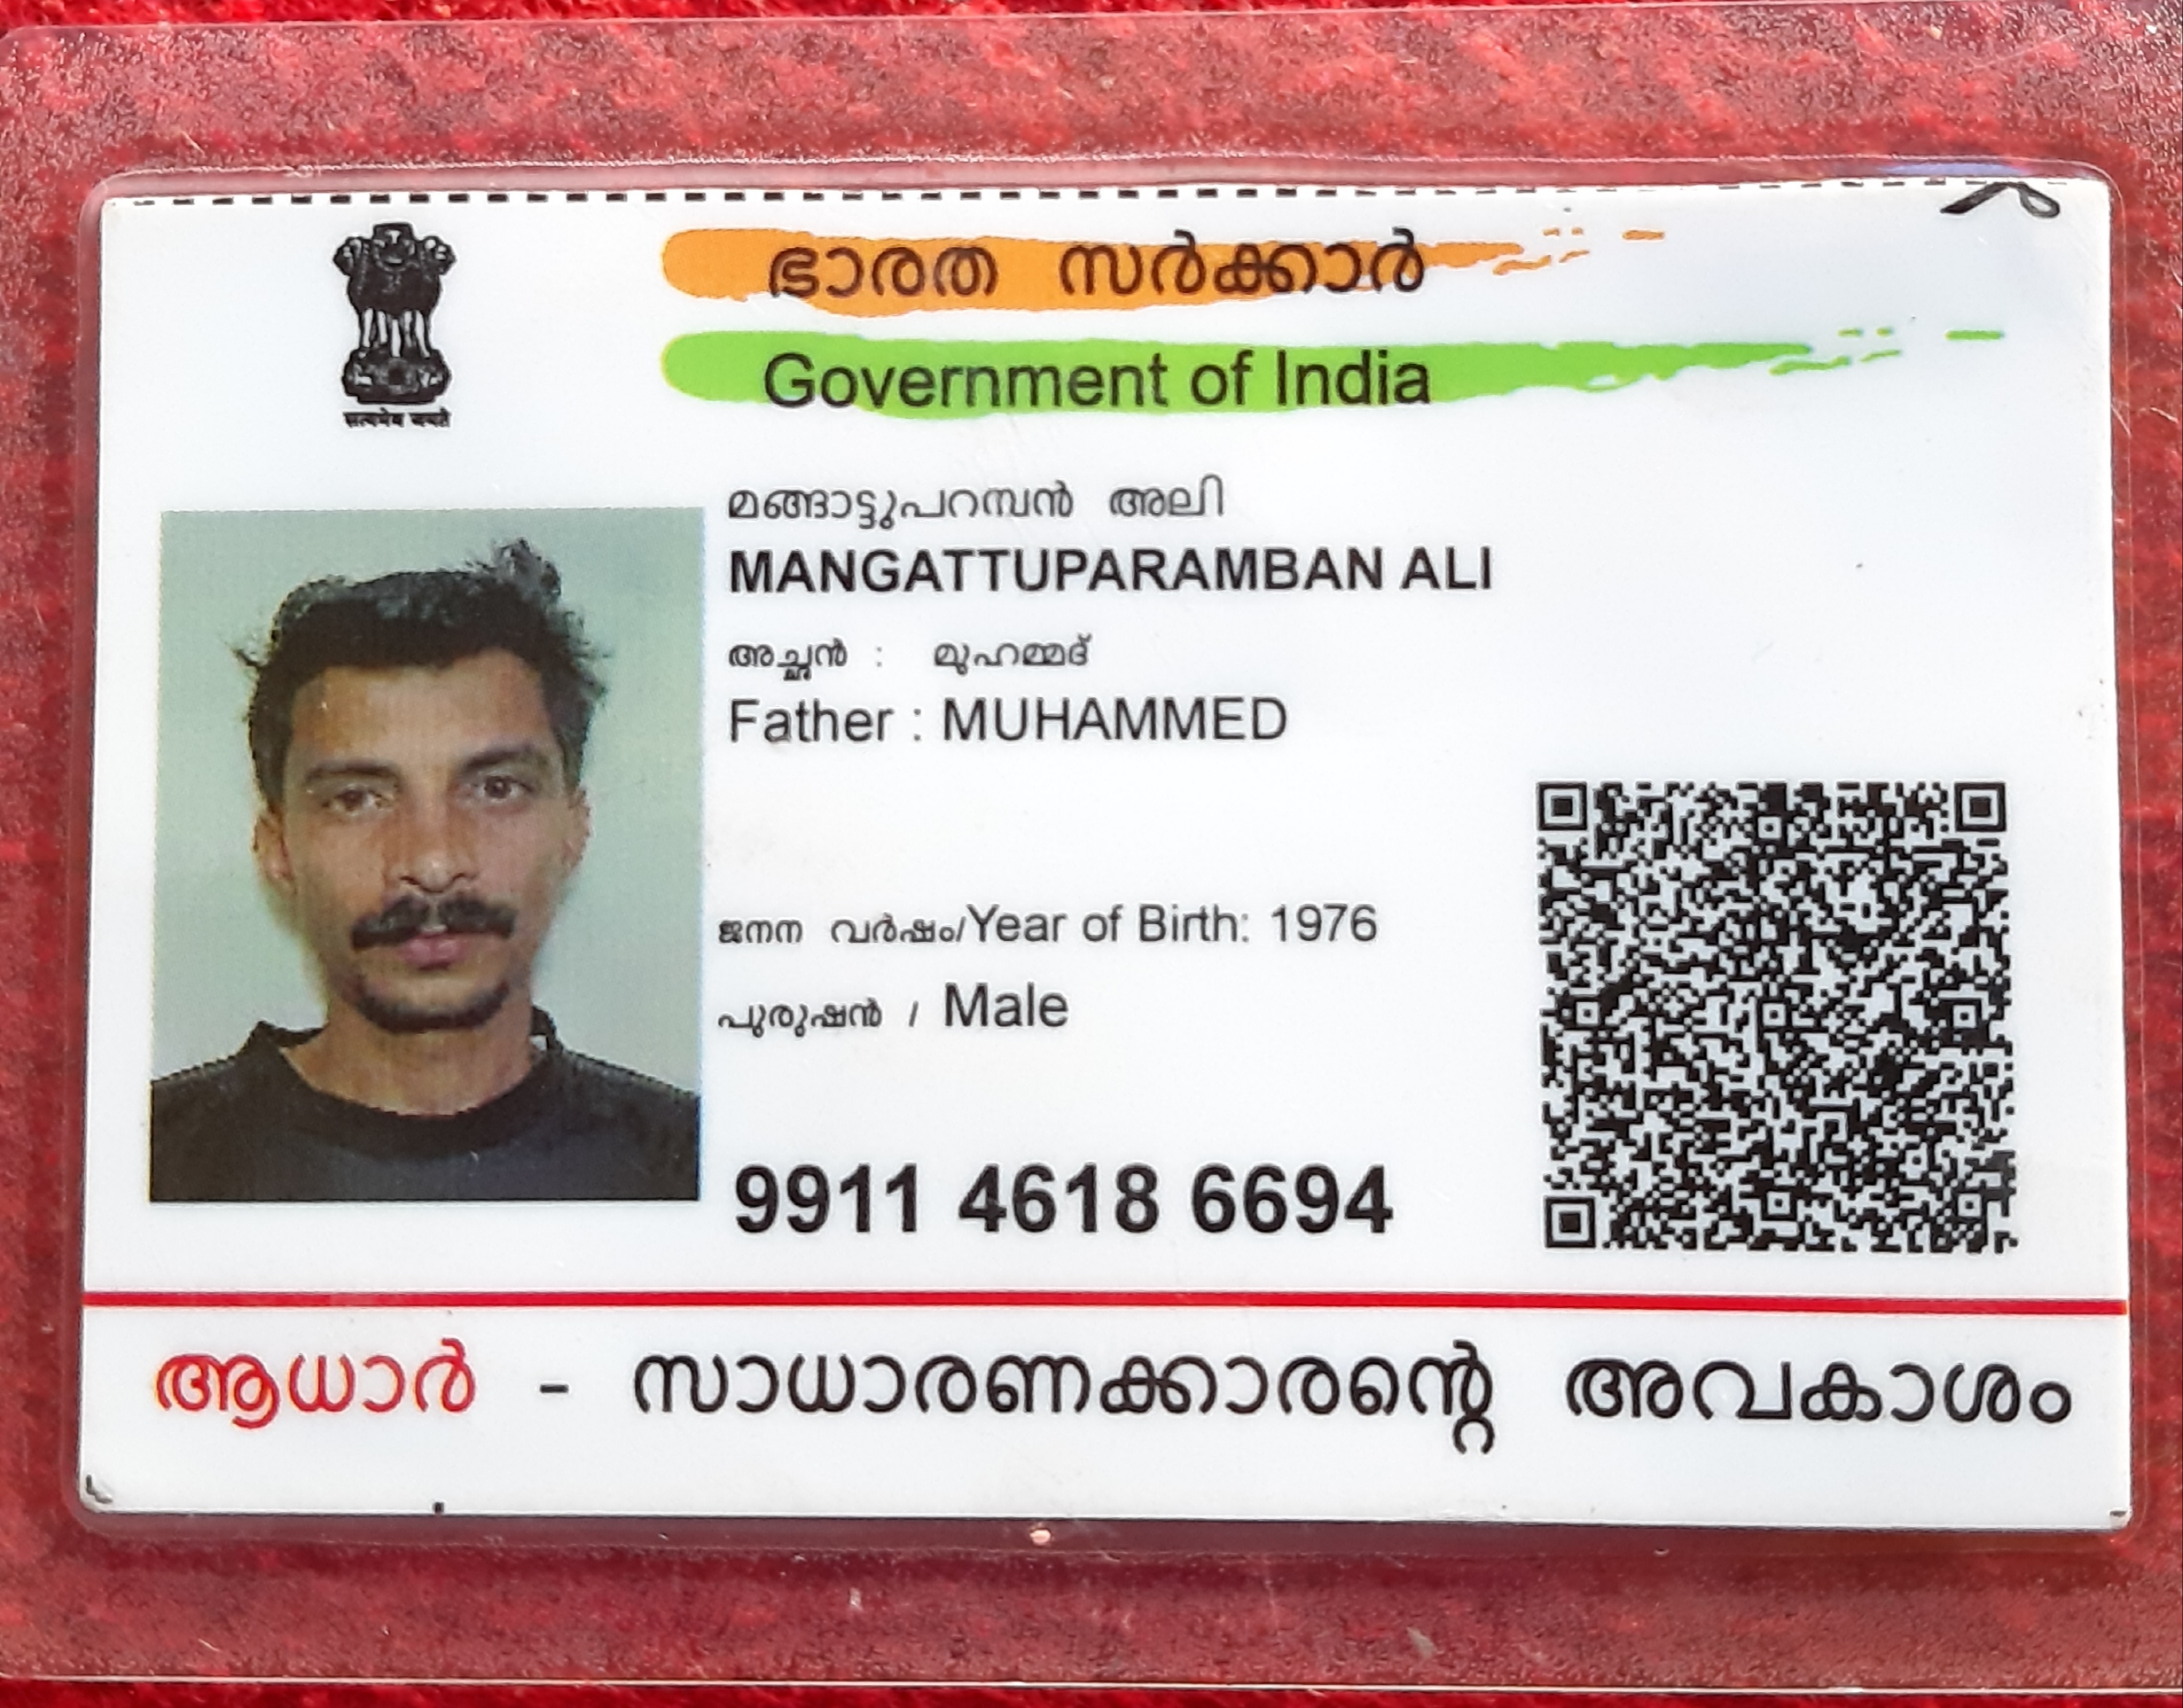 ഭാരത സർക്കാർ
Government of India
सत्यमेव जयते
മങ്ങാട്ടുപറമ്പൻ അലി
MANGATTUPARAMBAN ALI
അച്ഛൻ : മുഹമ്മദ്
Father : MUHAMMED
ജനന വർഷം/Year of Birth: 1976
പുരുഷൻ / Male
9911 4618 6694
ആധാർ - സാധാരണക്കാരന്റെ അവകാശം